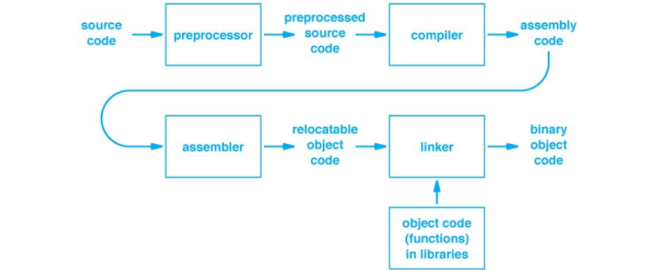 source
code
preprocessor
preprocessed
source
code
compiler
assembly
code
assembler
relocatable
object
code
linker
binary
object
code
object code
(functions)
in libraries